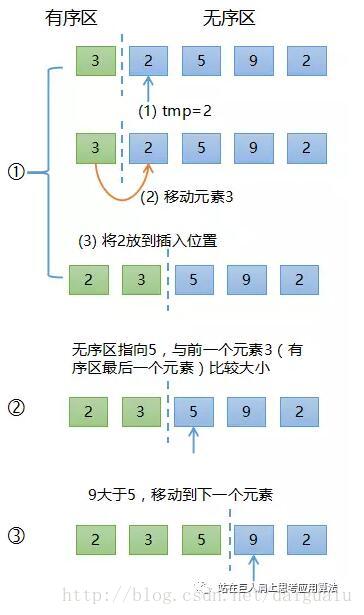 有序区 无序区
3 2 5 9 2
(1) tmp=2
3 2 5 9 2
①
(2) 移动元素3
(3) 将2放到插入位置
2 3 5 9 2
无序区指向5，与前一个元素3（有
序区最后一个元素）比较大小
②
2 3 5 9 2
9大于5，移动到下一个元素
③
2 3 5 9 2
站在巨人肩上思考应用算法
http://blog.csdn.net/daigualu